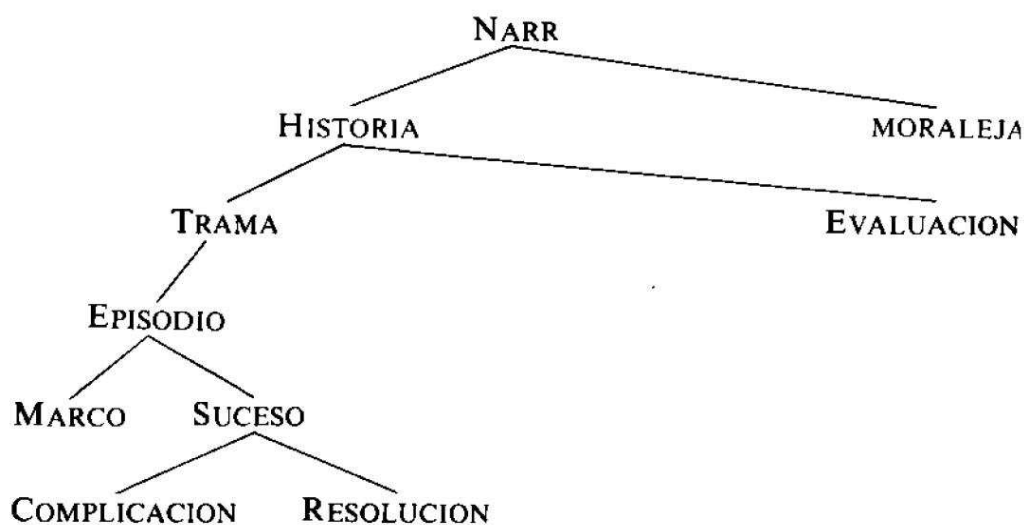 NARR
HISTORIA MORALEJA
TRAMA EVALUACION
EPISODIO
MARCO SUCESO
COMPLICACION RESOLUCION